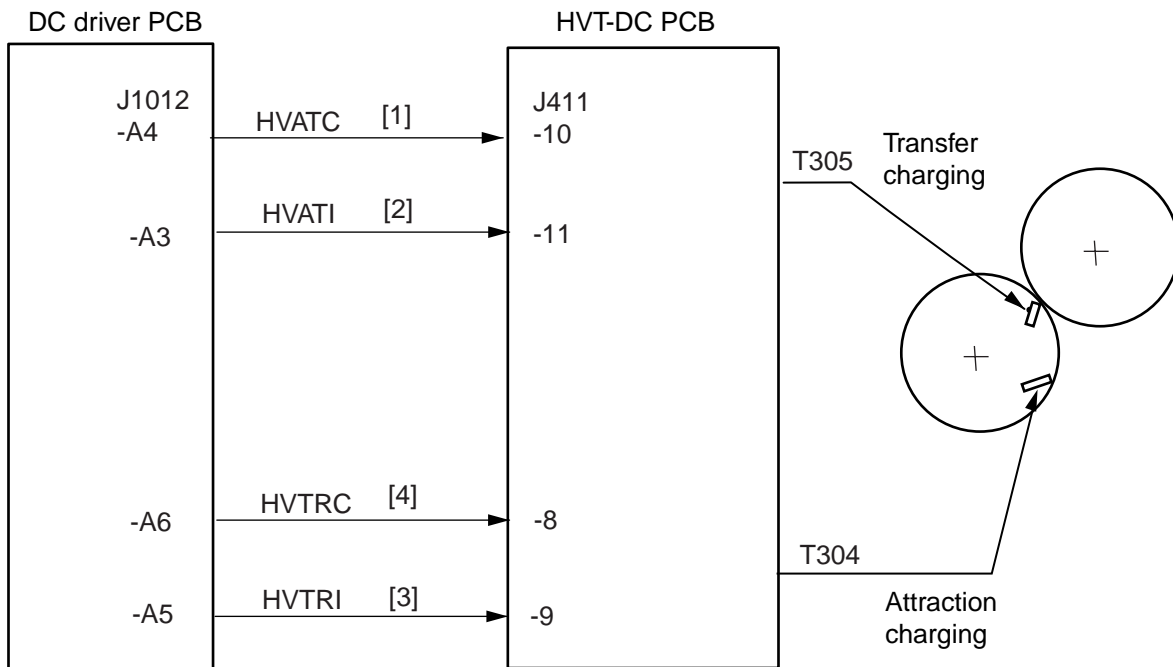 DC driver PCB
HVT-DC PCB
J1012
-A4
HVATC [1]
J411
-10
-A3
HVATI [2]
-11
T305
Transfer
charging
-A6
HVTRC [4]
-8
T304
-A5
HVTRI [3]
-9
Attraction
charging